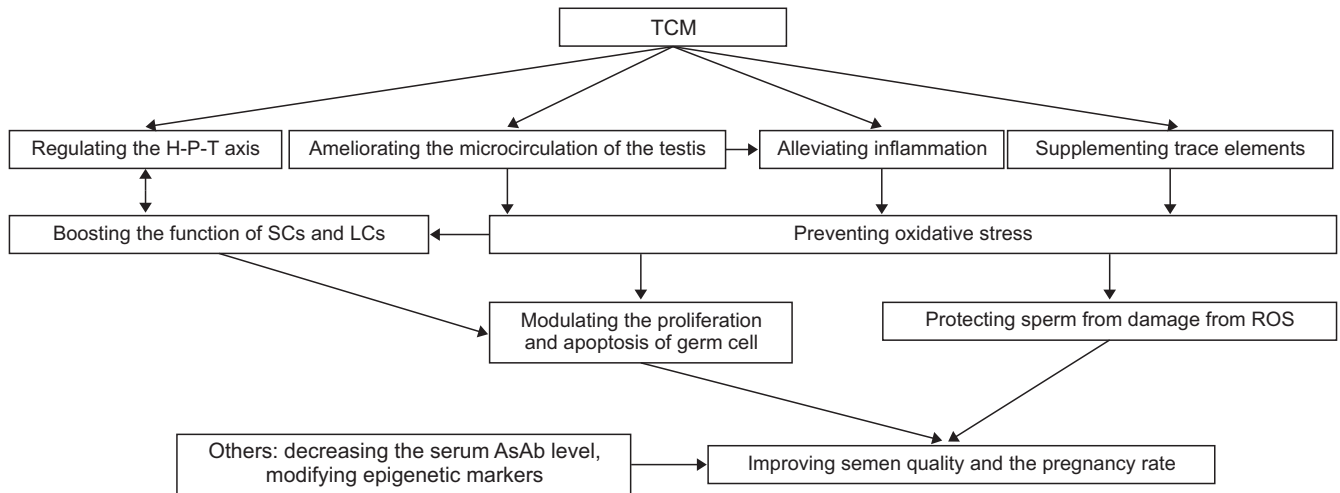 TCM
Regulating the H-P-T axis
Ameliorating the microcirculation of the testis
Alleviating inflammation
Supplementing trace elements
Boosting the function of SCs and LCs
Preventing oxidative stress
Modulating the proliferation
and apoptosis of germ cell
Protecting sperm from damage from ROS
Others: decreasing the serum AsAb level,
modifying epigenetic markers
Improving semen quality and the pregnancy rate